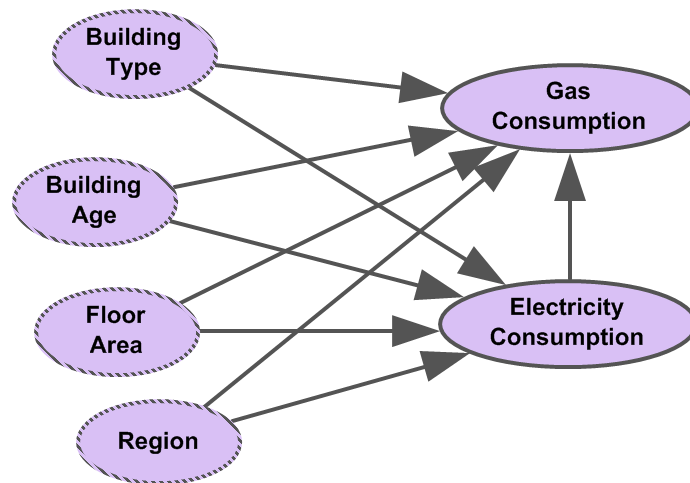 Building
Type
Gas
Consumption
Building
Age
Floor
Area
Electricity
Consumption
Region